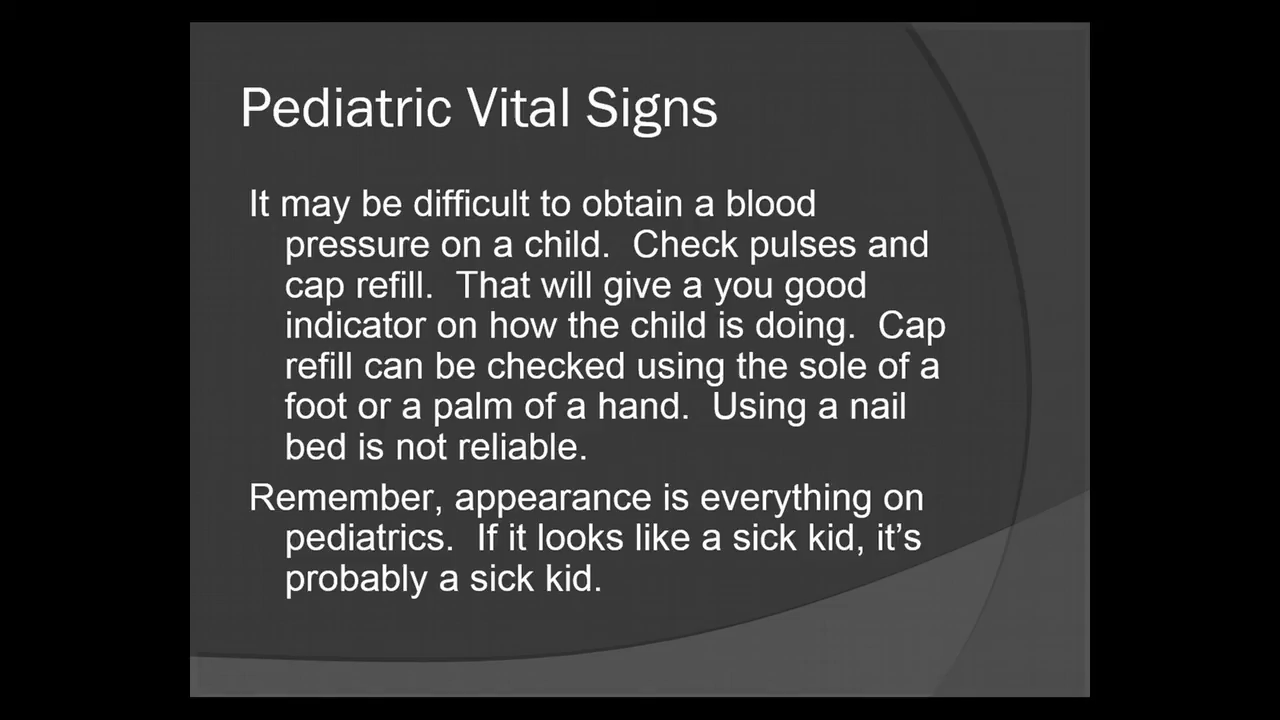 Pediatric Vital Signs
It may be difficult to obtain a blood
pressure on a child.  Check pulses and
cap refill.  That will give a you good
indicator on how the child is doing.  Cap
refill can be checked using the sole of a
foot or a palm of a hand.  Using a nail
bed is not reliable.
Remember, appearance is everything on
pediatrics.  If it looks like a sick kid, it’s
probably a sick kid.